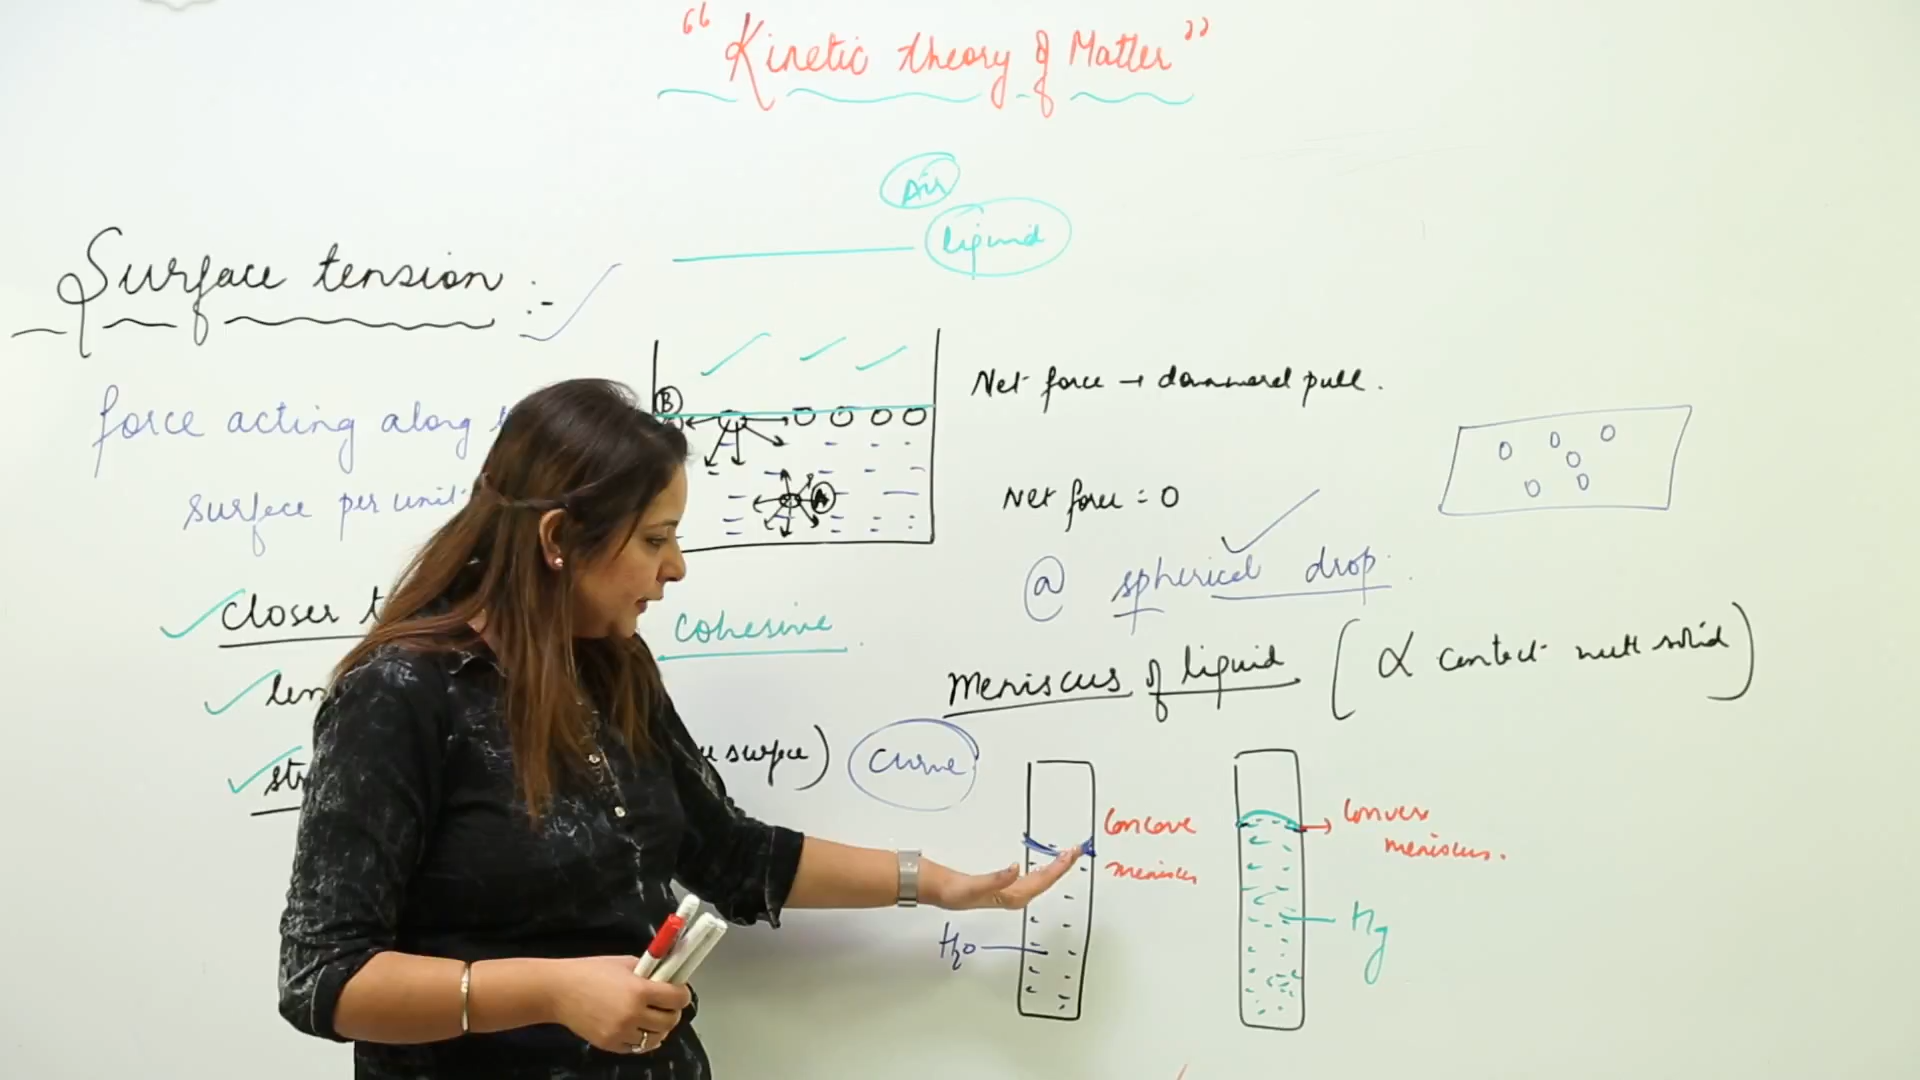 “Kinetic theory of Matter”
Air
liquid
Surface tension :-
force acting along
surface per unit
B
A
Net force → downward pull.
Net force = 0
@ spherical drop.
closer t
cohesive
Meniscus of liquid ( α contact with solid )
surface) Curve
Concave
meniscus
Convex
meniscus.
H2O
Hg